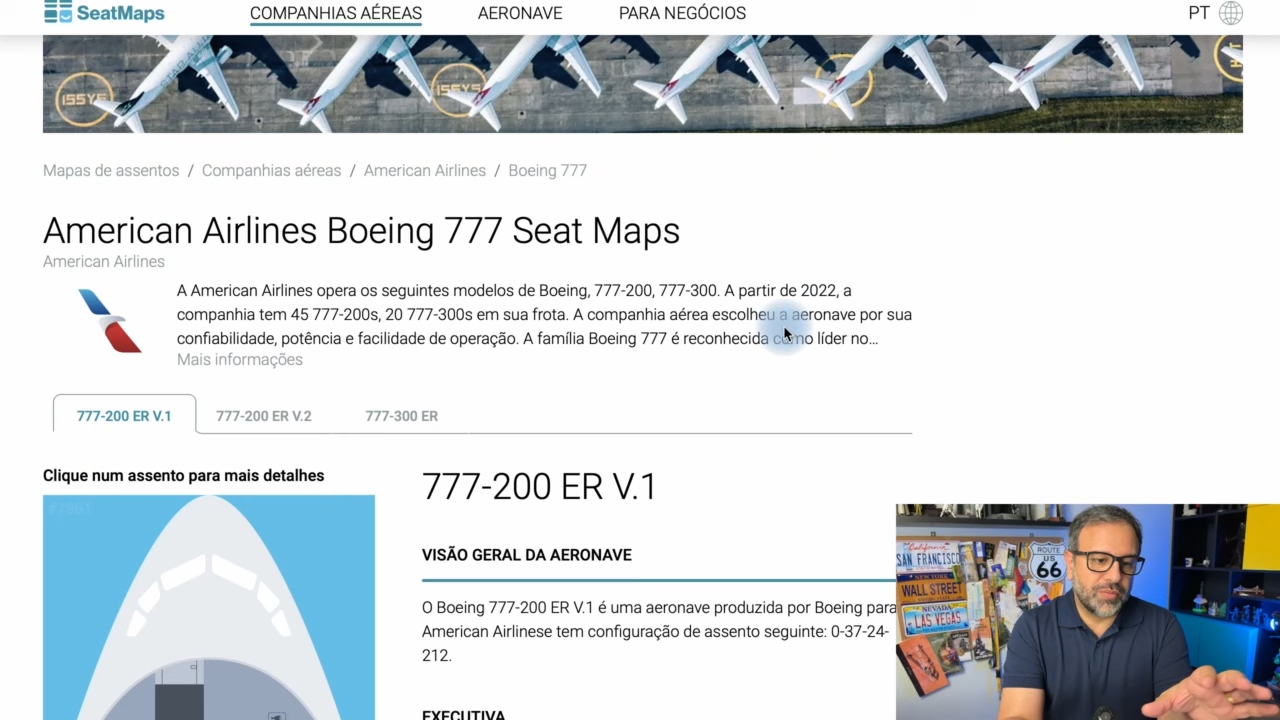 SeatMaps
COMPANHIAS AÉREAS
AERONAVE
PARA NEGÓCIOS
PT
ISSYS
ISSYS
Mapas de assentos / Companhias aéreas / American Airlines / Boeing 777
American Airlines Boeing 777 Seat Maps
American Airlines
A American Airlines opera os seguintes modelos de Boeing, 777-200, 777-300. A partir de 2022, a
companhia tem 45 777-200s, 20 777-300s em sua frota. A companhia aérea escolheu a aeronave por sua
confiabilidade, potência e facilidade de operação. A família Boeing 777 é reconhecida como líder no...
Mais informações
777-200 ER V.1
777-200 ER V.2
777-300 ER
Clique num assento para mais detalhes
777-200 ER V.1
VISÃO GERAL DA AERONAVE
O Boeing 777-200 ER V.1 é uma aeronave produzida por Boeing para
American Airlinese tem configuração de assento seguinte: 0-37-24-
212.
EXECUTIVA
California
SAN FRANCISCO
NEW YORK
WALL STREET
NEVADA
LAS VEGAS
ROUTE
US
66